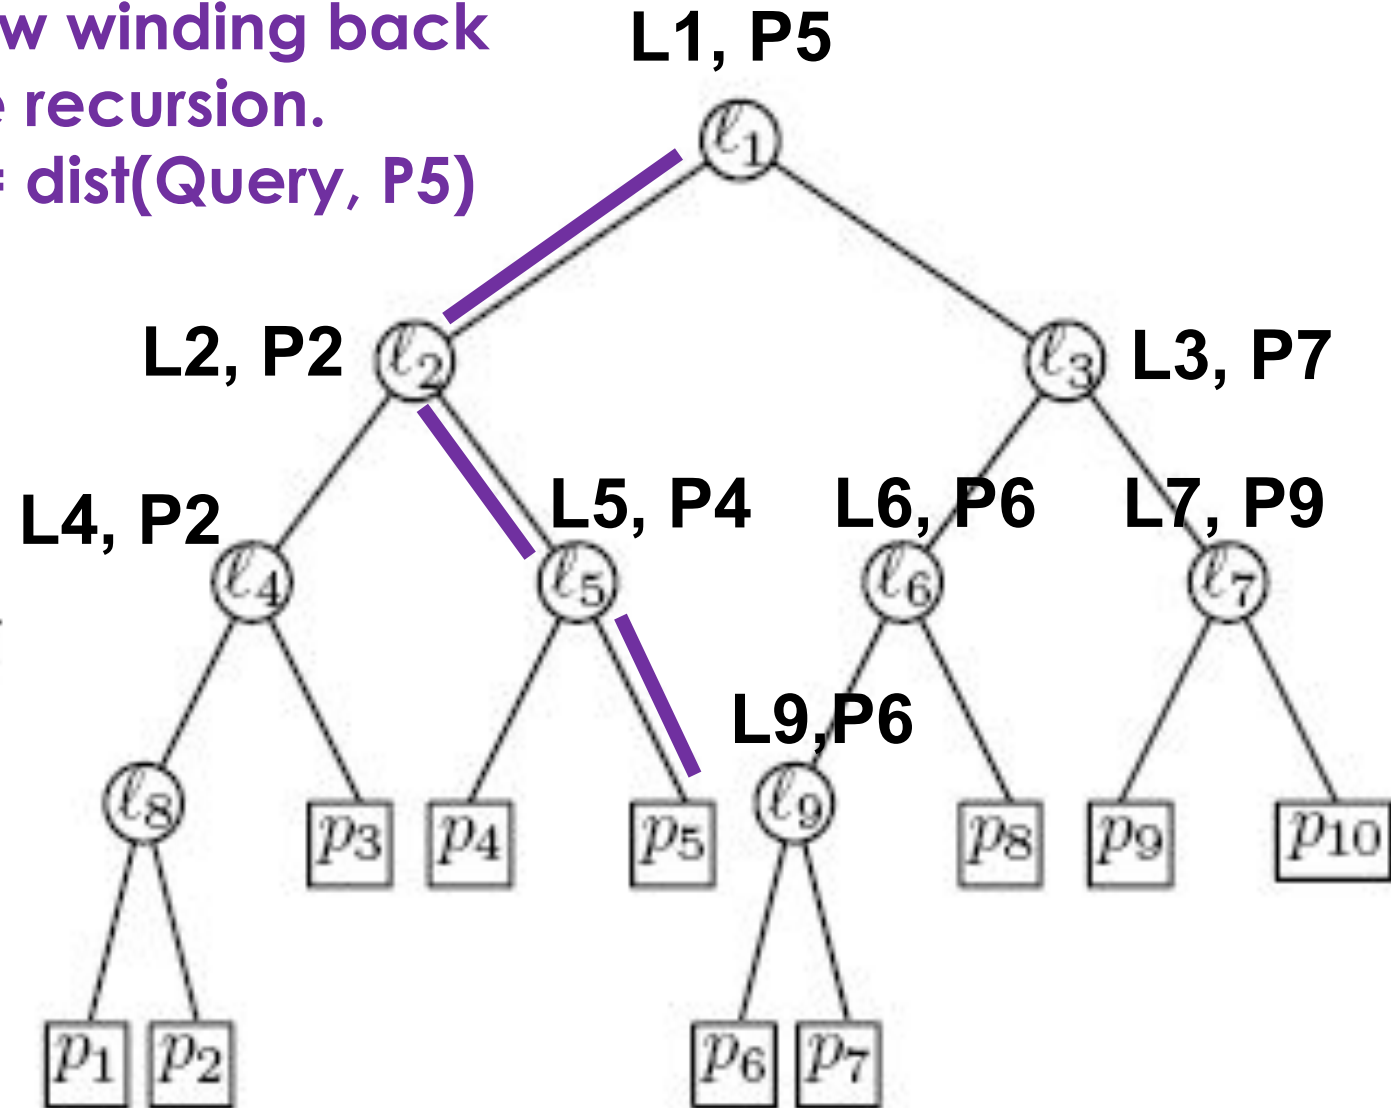 winding back
L1, P5
recursion.
= dist(Query, P5)
ℓ1
L2, P2
ℓ2
ℓ3
L3, P7
L4, P2
L5, P4
L6, P6
L7, P9
ℓ4
ℓ5
ℓ6
ℓ7
L9,P6
ℓ8
p3
p4
p5
ℓ9
p8
p9
p10
p1
p2
p6
p7